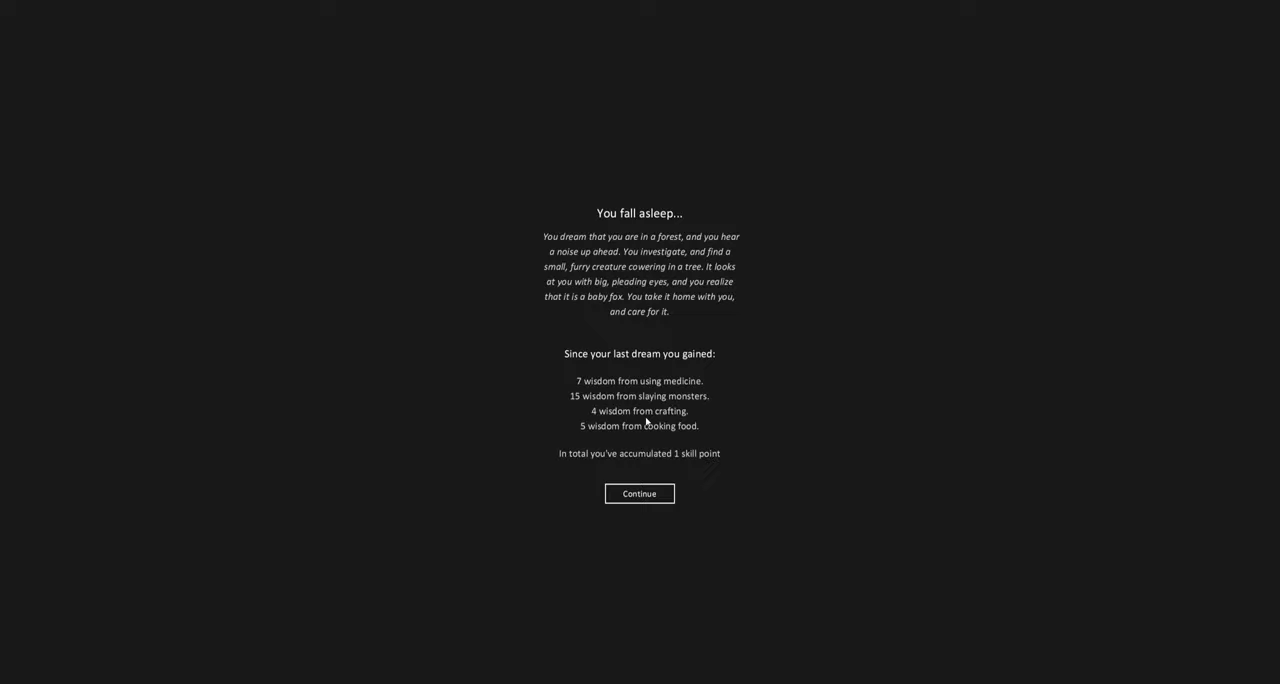 You fall asleep...
You dream that you are in a forest, and you hear
a noise up ahead. You investigate, and find a
small, furry creature cowering in a tree. It looks
at you with big, pleading eyes, and you realize
that it is a baby fox. You take it home with you,
and care for it.
Since your last dream you gained:
7 wisdom from using medicine.
15 wisdom from slaying monsters.
4 wisdom from crafting.
5 wisdom from cooking food.
In total you've accumulated 1 skill point
Continue